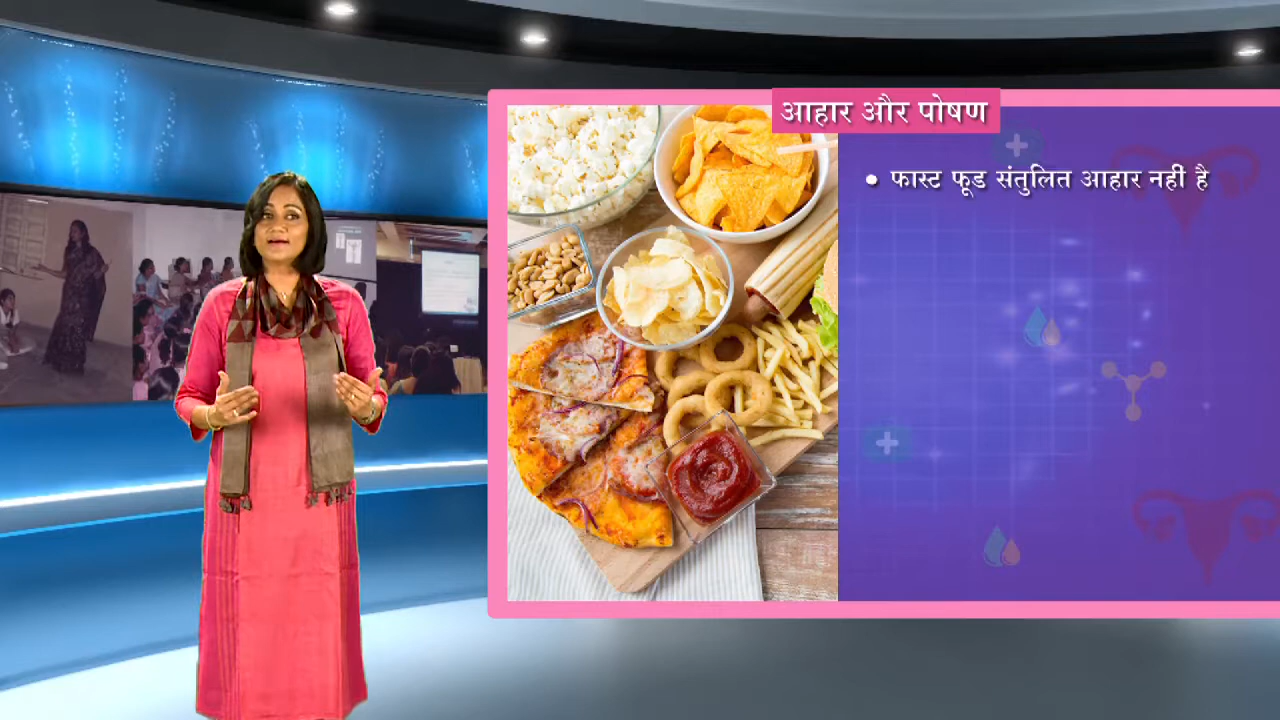 आहार और पोषण
• फास्ट फूड संतुलित आहार नहीं है